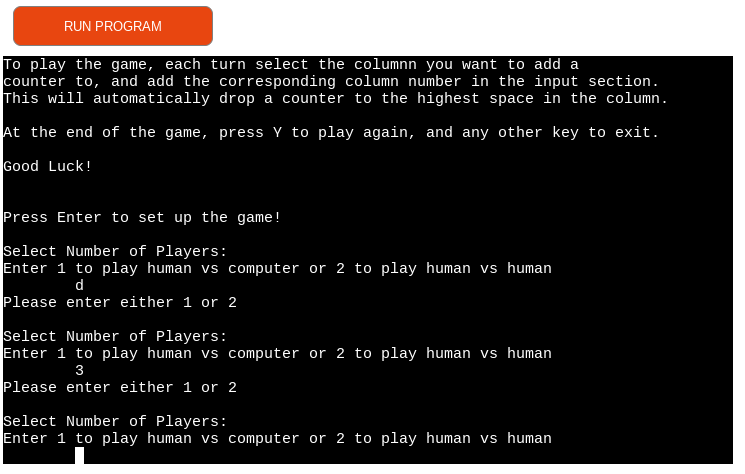 RUN PROGRAM
To play the game, each turn select the columnn you want to add a
counter to, and add the corresponding column number in the input section.
This will automatically drop a counter to the highest space in the column.
At the end of the game, press Y to play again, and any other key to exit.
Good Luck!
Press Enter to set up the game!
Select Number of Players:
Enter 1 to play human vs computer or 2 to play human vs human
d
Please enter either 1 or 2
Select Number of Players:
Enter 1 to play human vs computer or 2 to play human vs human
3
Please enter either 1 or 2
Select Number of Players:
Enter 1 to play human vs computer or 2 to play human vs human